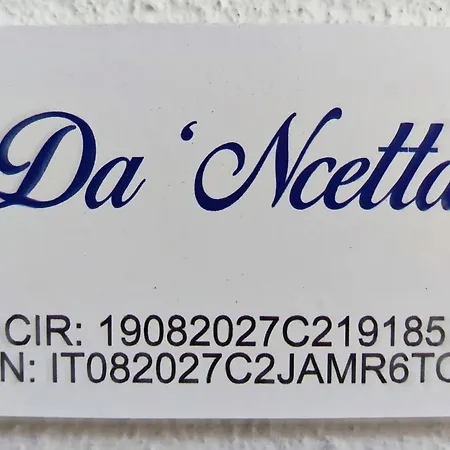 Da ‘Ncetta
CIR: 19082027C219185
N: IT082027C2JAMR6TC